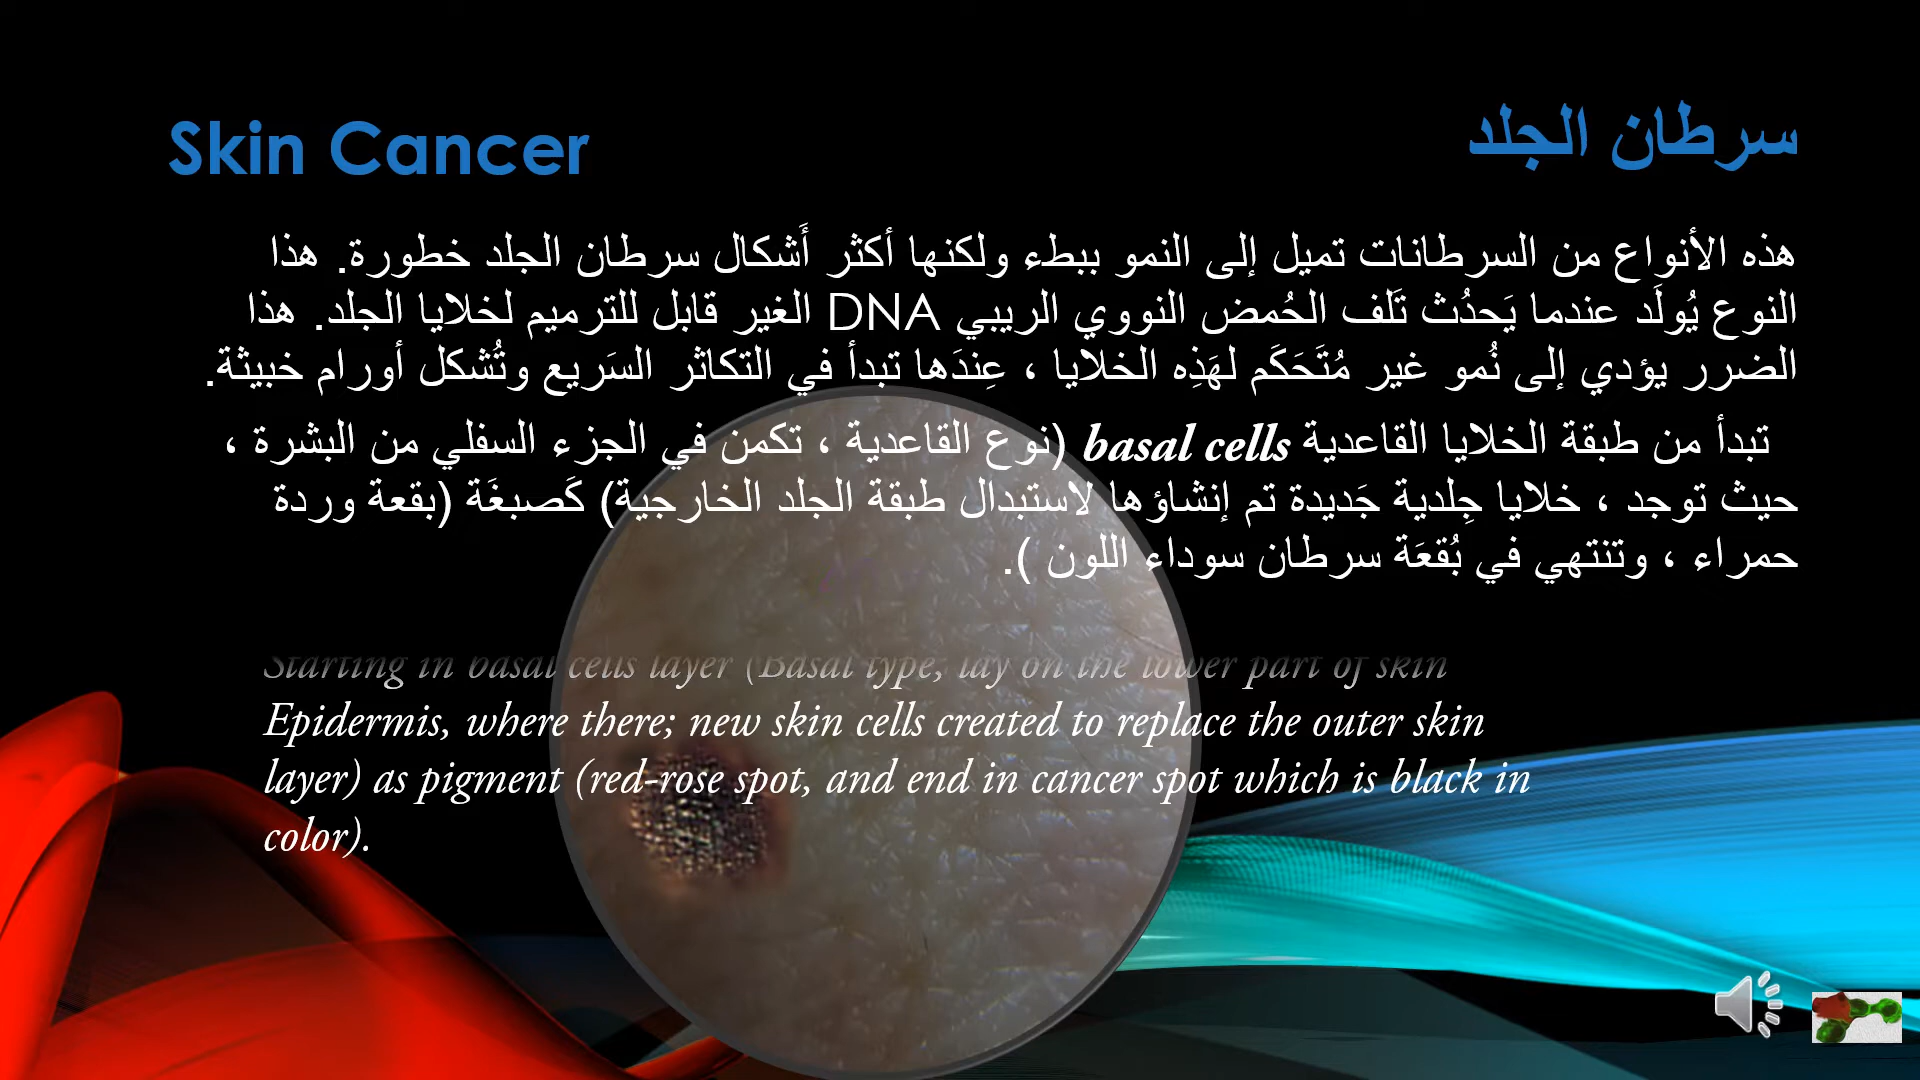 Skin Cancer
سرطان الجلد
هذه الأنواع من السرطانات تميل إلى النمو ببطء ولكنها أكثر أَشكال سرطان الجلد خطورة. هذا
النوع يُولَد عندما يَحدُث تَلف الحُمض النووي الريبي DNA الغير قابل للترميم لخلايا الجلد. هذا
الضرر يؤدي إلى نُمو غير مُتَحَكَم لهَذِه الخلايا ، عِندَها تبدأ في التكاثر السَريع وتُشكل أورام خبيثة.
تبدأ من طبقة الخلايا القاعدية basal cells (نوع القاعدية ، تكمن في الجزء السفلي من البشرة ،
حيث توجد ، خلايا جِلدية جَديدة تم إنشاؤها لاستبدال طبقة الجلد الخارجية) كَصبغَة (بقعة وردة
حمراء ، وتنتهي في بُقعَة سرطان سوداء اللون ).
Starting in basal cells layer (Basal type, lay on the lower part of skin
Epidermis, where there; new skin cells created to replace the outer skin
layer) as pigment (red-rose spot, and end in cancer spot which is black in
color).